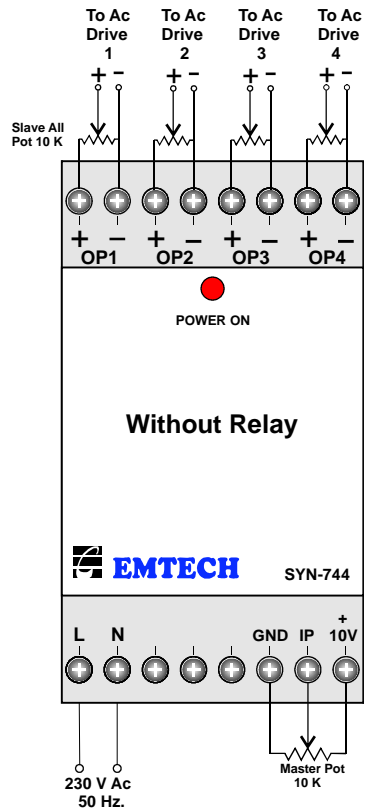 To Ac To Ac To Ac To Ac
Drive Drive Drive Drive
1 2 3 4
+ − + − + − + −
Slave All
Pot 10 K
+ − + − + − + −
OP1 OP2 OP3 OP4
POWER ON
Without Relay
EMTECH SYN-744
+
L N GND IP 10V
Master Pot
10 K
230 V Ac
50 Hz.